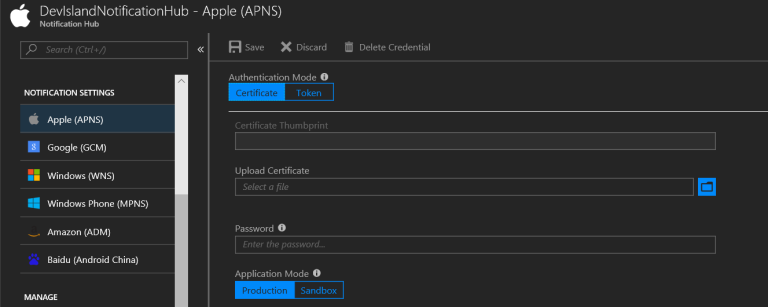 DevIslandNotificationHub - Apple (APNS)
Notification Hub
Search (Ctrl+/)
«
Save
Discard
Delete Credential
NOTIFICATION SETTINGS
Apple (APNS)
Google (GCM)
Windows (WNS)
Windows Phone (MPNS)
Amazon (ADM)
Baidu (Android China)
MANAGE
Authentication Mode
Certificate
Token
Certificate Thumbprint
Upload Certificate
Select a file
Password
Enter the password...
Application Mode
Production
Sandbox